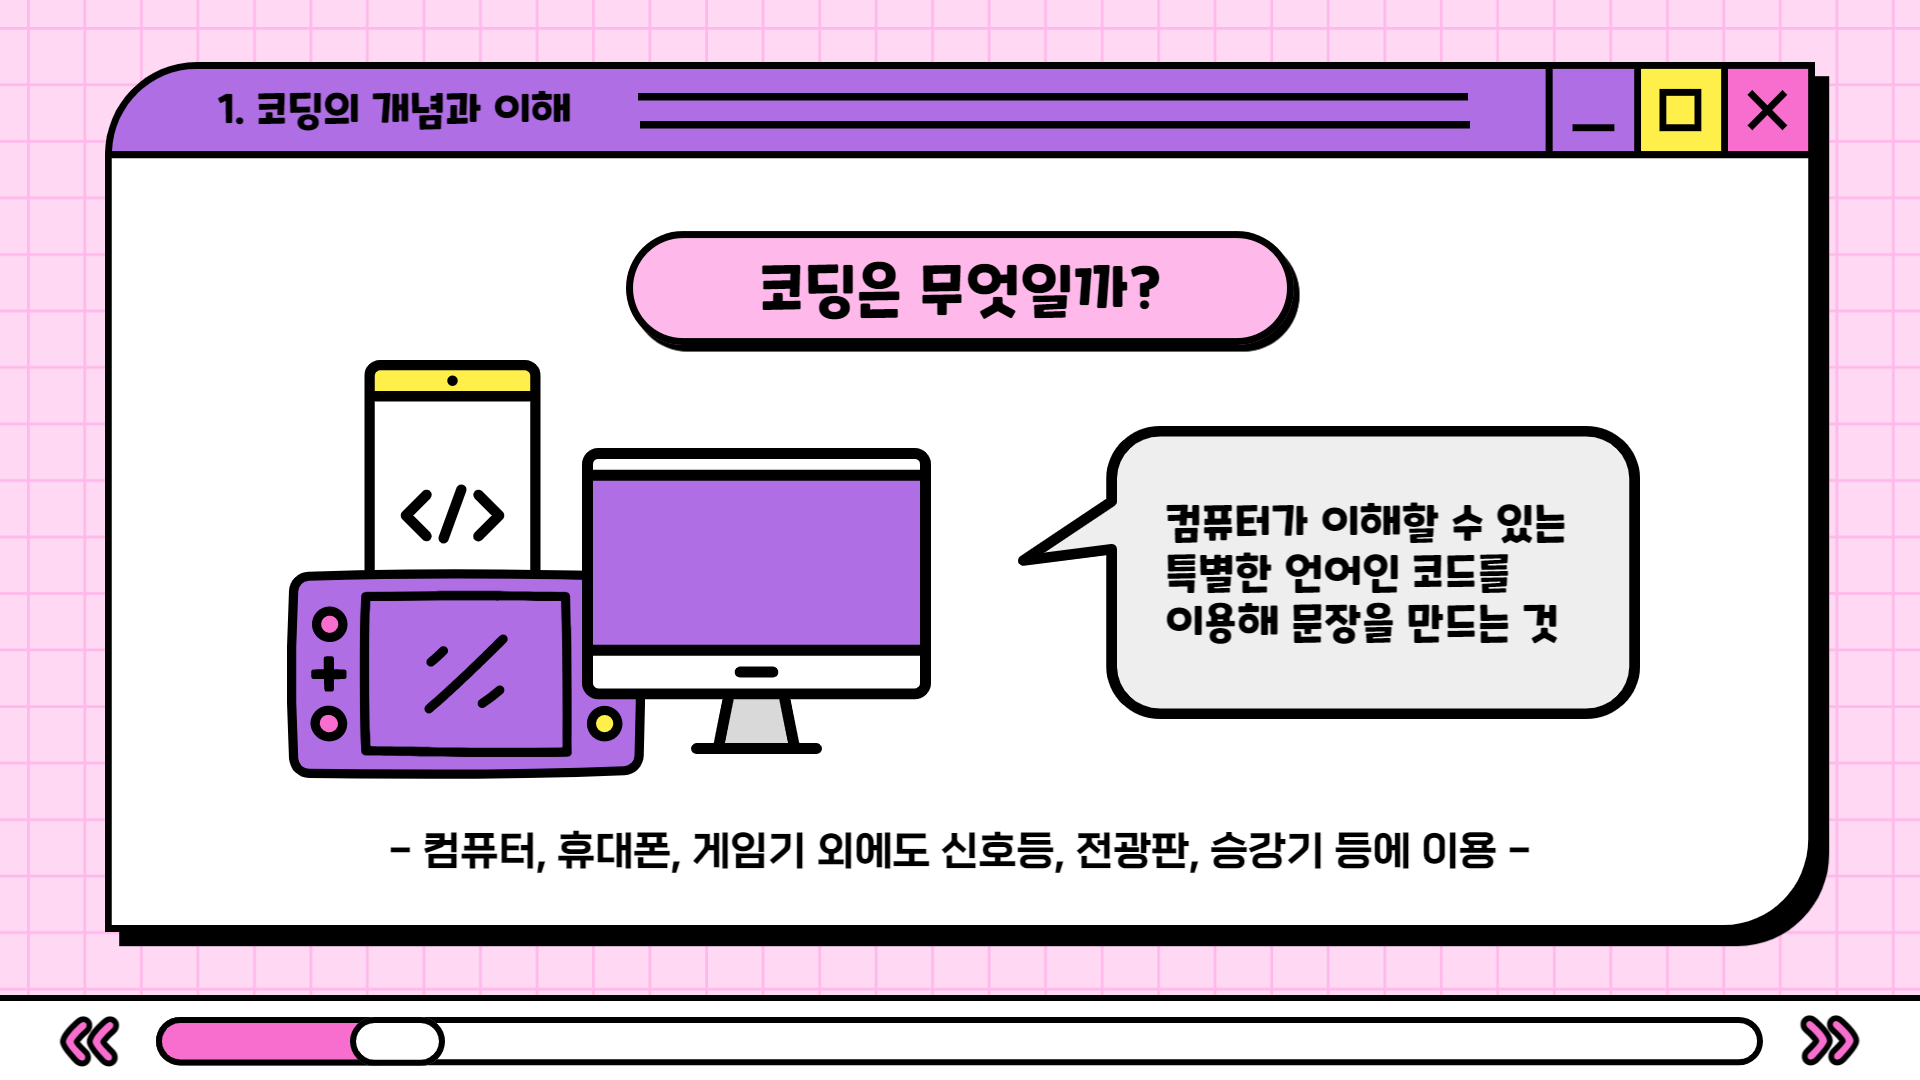 1. 코딩의 개념과 이해
코딩은 무엇일까?
</>
컴퓨터가 이해할 수 있는
특별한 언어인 코드를
이용해 문장을 만드는 것
- 컴퓨터, 휴대폰, 게임기 외에도 신호등, 전광판, 승강기 등에 이용 -